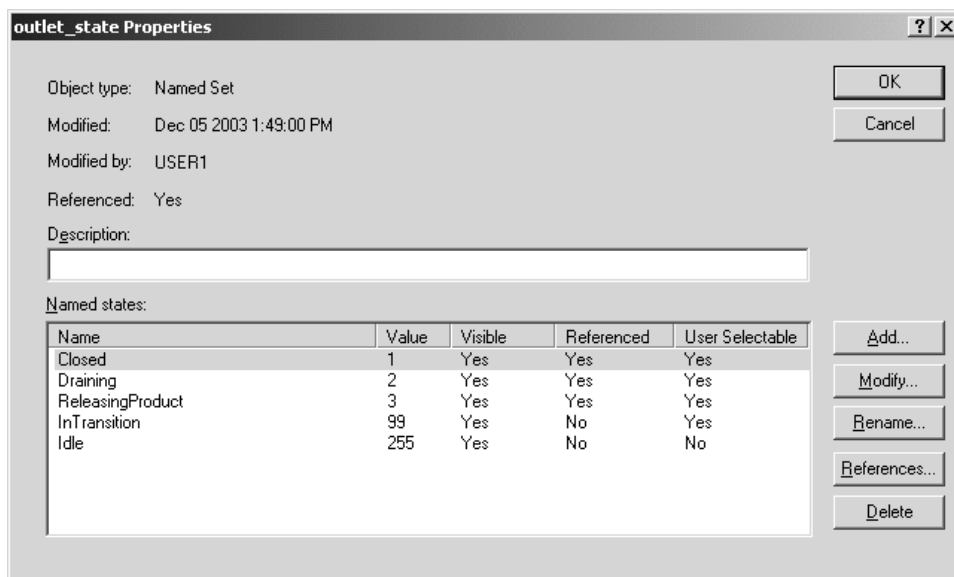 outlet_state Properties
? X
Object type: Named Set
OK
Modified: Dec 05 2003 1:49:00 PM
Cancel
Modified by: USER1
Referenced: Yes
Description:
Named states:
Name Value Visible Referenced User Selectable
Add...
Closed 1 Yes Yes Yes
Draining 2 Yes Yes Yes
Modify...
ReleasingProduct 3 Yes Yes Yes
InTransition 99 Yes No Yes
Rename...
Idle 255 Yes No No
References...
Delete